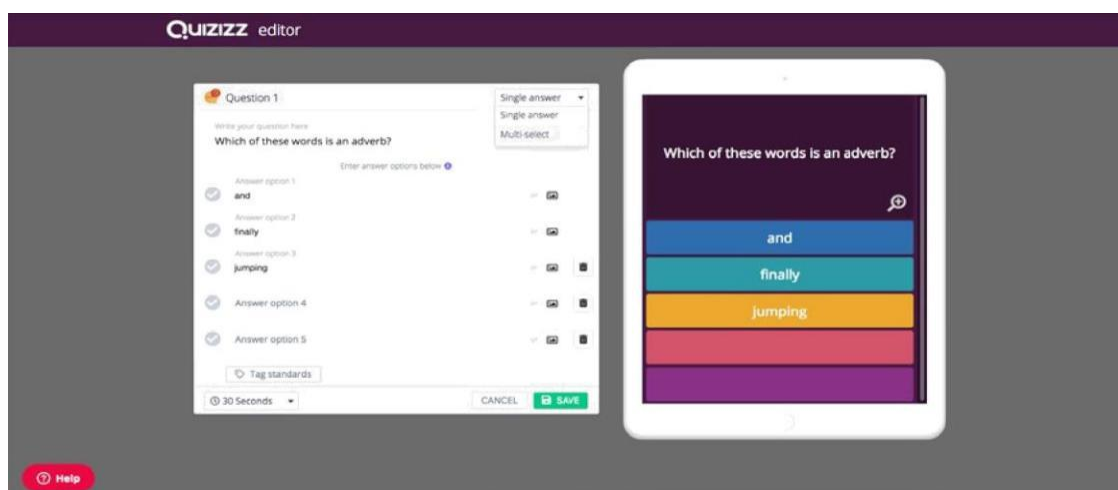 QUIZIZZ editor
Question 1
Single answer
Single answer
Multi-select
Write your question here
Which of these words is an adverb?
Enter answer options below
Answer option 1
and
Answer option 2
finally
Answer option 3
jumping
Answer option 4
Answer option 5
Tag standards
30 Seconds
CANCEL
SAVE
Which of these words is an adverb?
and
finally
jumping
Help